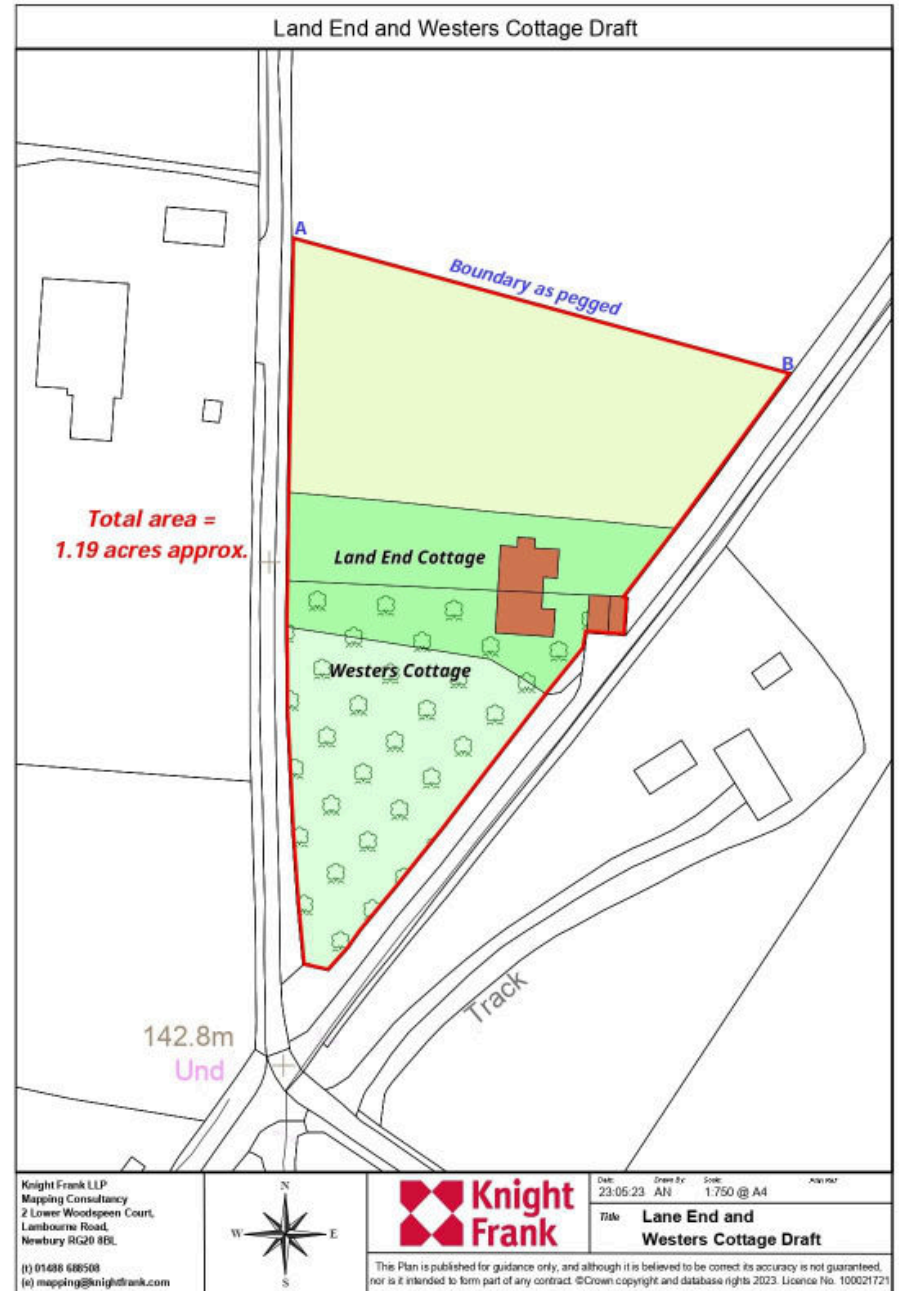 Land End and Westers Cottage Draft
A
Boundary as pegged
B
Total area =
1.19 acres approx.
Land End Cottage
Westers Cottage
Track
142.8m
Und
Knight Frank LLP
Mapping Consultancy
2 Lower Woodspeen Court,
Lambourne Road,
Newbury RG20 8BL
(t) 01488 688508
(e) mapping@knightfrank.com
N
W
E
S
Knight
Frank
Date:
Drawn By:
Scale:
23:05:23
AN
1:750 @ A4
Title
Lane End and
Westers Cottage Draft
This Plan is published for guidance only, and although it is believed to be correct its accuracy is not guaranteed,
nor is it intended to form part of any contract. ©Crown copyright and database rights 2023. Licence No. 100021721